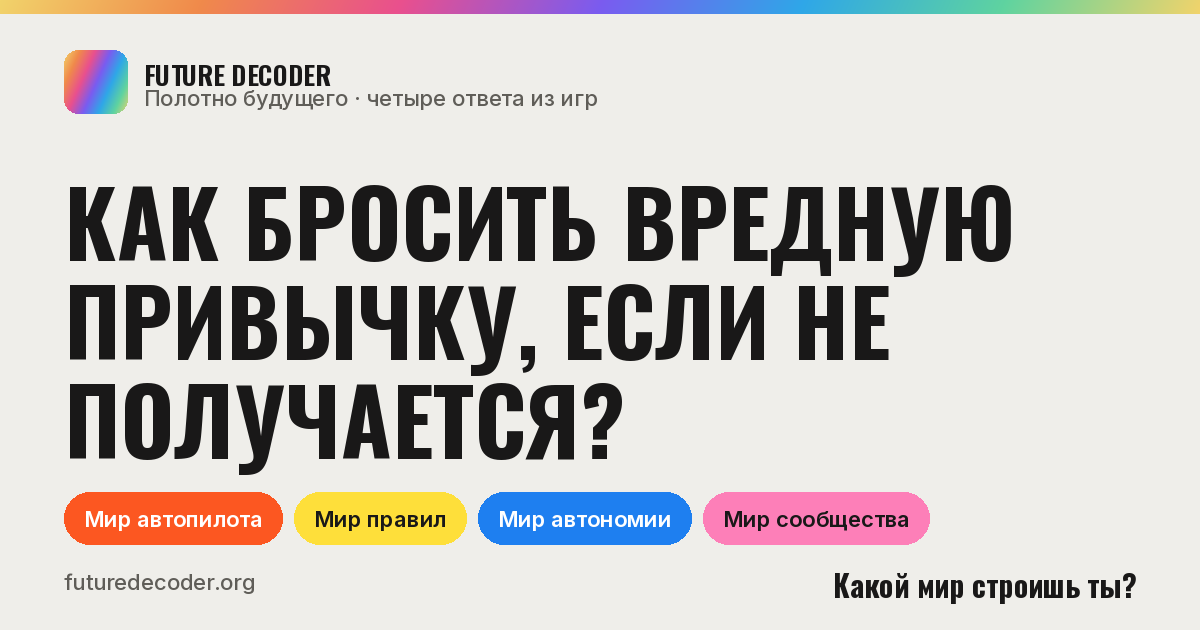 FUTURE DECODER
Полотно будущего · четыре ответа из игр
КАК БРОСИТЬ ВРЕДНУЮ
ПРИВЫЧКУ, ЕСЛИ НЕ
ПОЛУЧАЕТСЯ?
Мир автопилота Мир правил Мир автономии Мир сообщества
futuredecoder.org Какой мир строишь ты?